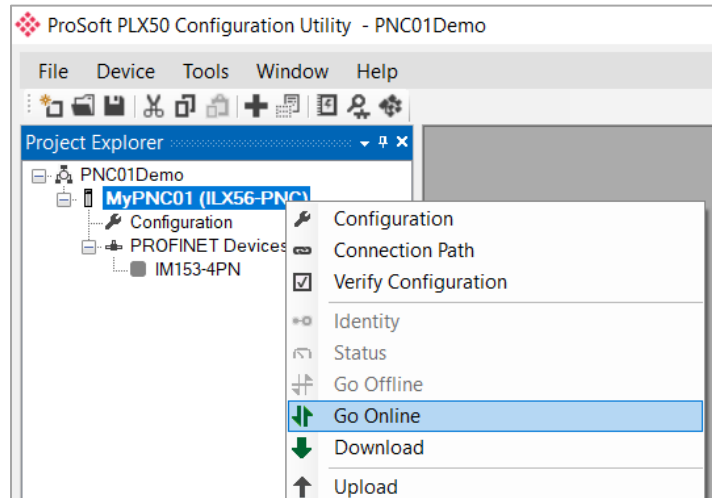 ProSoft PLX50 Configuration Utility - PNC01Demo
File Device Tools Window Help
Project Explorer
PNC01Demo
MyPNC01 (ILX56-PNC)
Configuration
PROFINET Devices
IM153-4PN
Configuration
Connection Path
Verify Configuration
Identity
Status
Go Offline
Go Online
Download
Upload